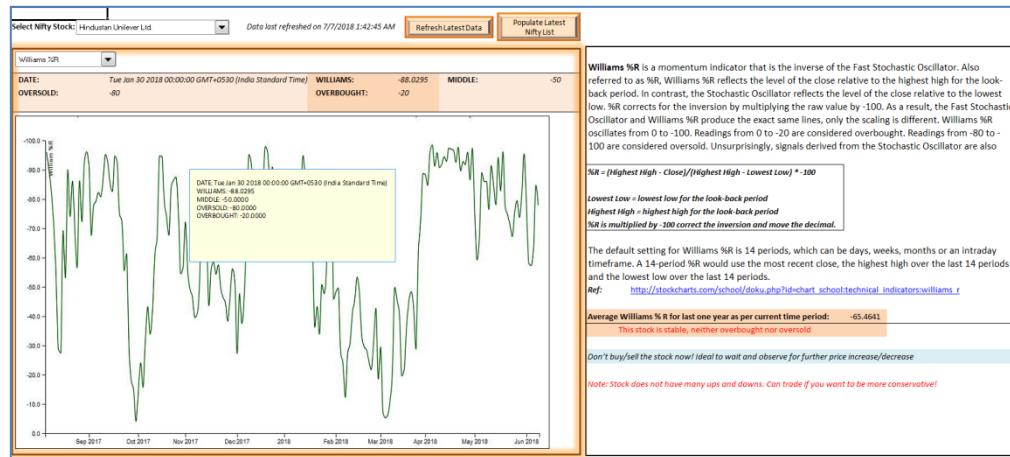 Select Nifty Stock: Hindustan Unilever Ltd.
Data last refreshed on 7/7/2018 1:42:45 AM
Refresh Latest Data
Populate Latest
Nifty List
Williams %R
DATE: Tue Jan 30 2018 00:00:00 GMT+0530 (India Standard Time) WILLIAMS: -88.0295 MIDDLE: -50
OVERSOLD: -80 OVERBOUGHT: -20
William %R
-100.0
-90.0
-80.0
-70.0
-60.0
-50.0
-40.0
-30.0
-20.0
-10.0
0.0
DATE: Tue Jan 30 2018 00:00:00 GMT+0530 (India Standard Time)
WILLIAMS: -88.0295
MIDDLE: -50.0000
OVERSOLD: -80.0000
OVERBOUGHT: -20.0000
Sep 2017 Oct 2017 Nov 2017 Dec 2017 2018 Feb 2018 Mar 2018 Apr 2018 May 2018 Jun 2018
Williams %R is a momentum indicator that is the inverse of the Fast Stochastic Oscillator. Also
referred to as %R, Williams %R reflects the level of the close relative to the highest high for the look-
back period. In contrast, the Stochastic Oscillator reflects the level of the close relative to the lowest
low. %R corrects for the inversion by multiplying the raw value by -100. As a result, the Fast Stochastic
Oscillator and Williams %R produce the exact same lines, only the scaling is different. Williams %R
oscillates from 0 to -100. Readings from 0 to -20 are considered overbought. Readings from -80 to -
100 are considered oversold. Unsurprisingly, signals derived from the Stochastic Oscillator are also
%R = (Highest High - Close)/(Highest High - Lowest Low) * -100
Lowest Low = lowest low for the look-back period
Highest High = highest high for the look-back period
%R is multiplied by -100 correct the inversion and move the decimal.
The default setting for Williams %R is 14 periods, which can be days, weeks, months or an intraday
timeframe. A 14-period %R would use the most recent close, the highest high over the last 14 periods
and the lowest low over the last 14 periods.
Ref: http://stockcharts.com/school/doku.php?id=chart_school:technical_indicators:williams_r
Average Williams % R for last one year as per current time period: -65.4641
This stock is stable, neither overbought nor oversold
Don't buy/sell the stock now! Ideal to wait and observe for further price increase/decrease
Note: Stock does not have many ups and downs. Can trade if you want to be more conservative!